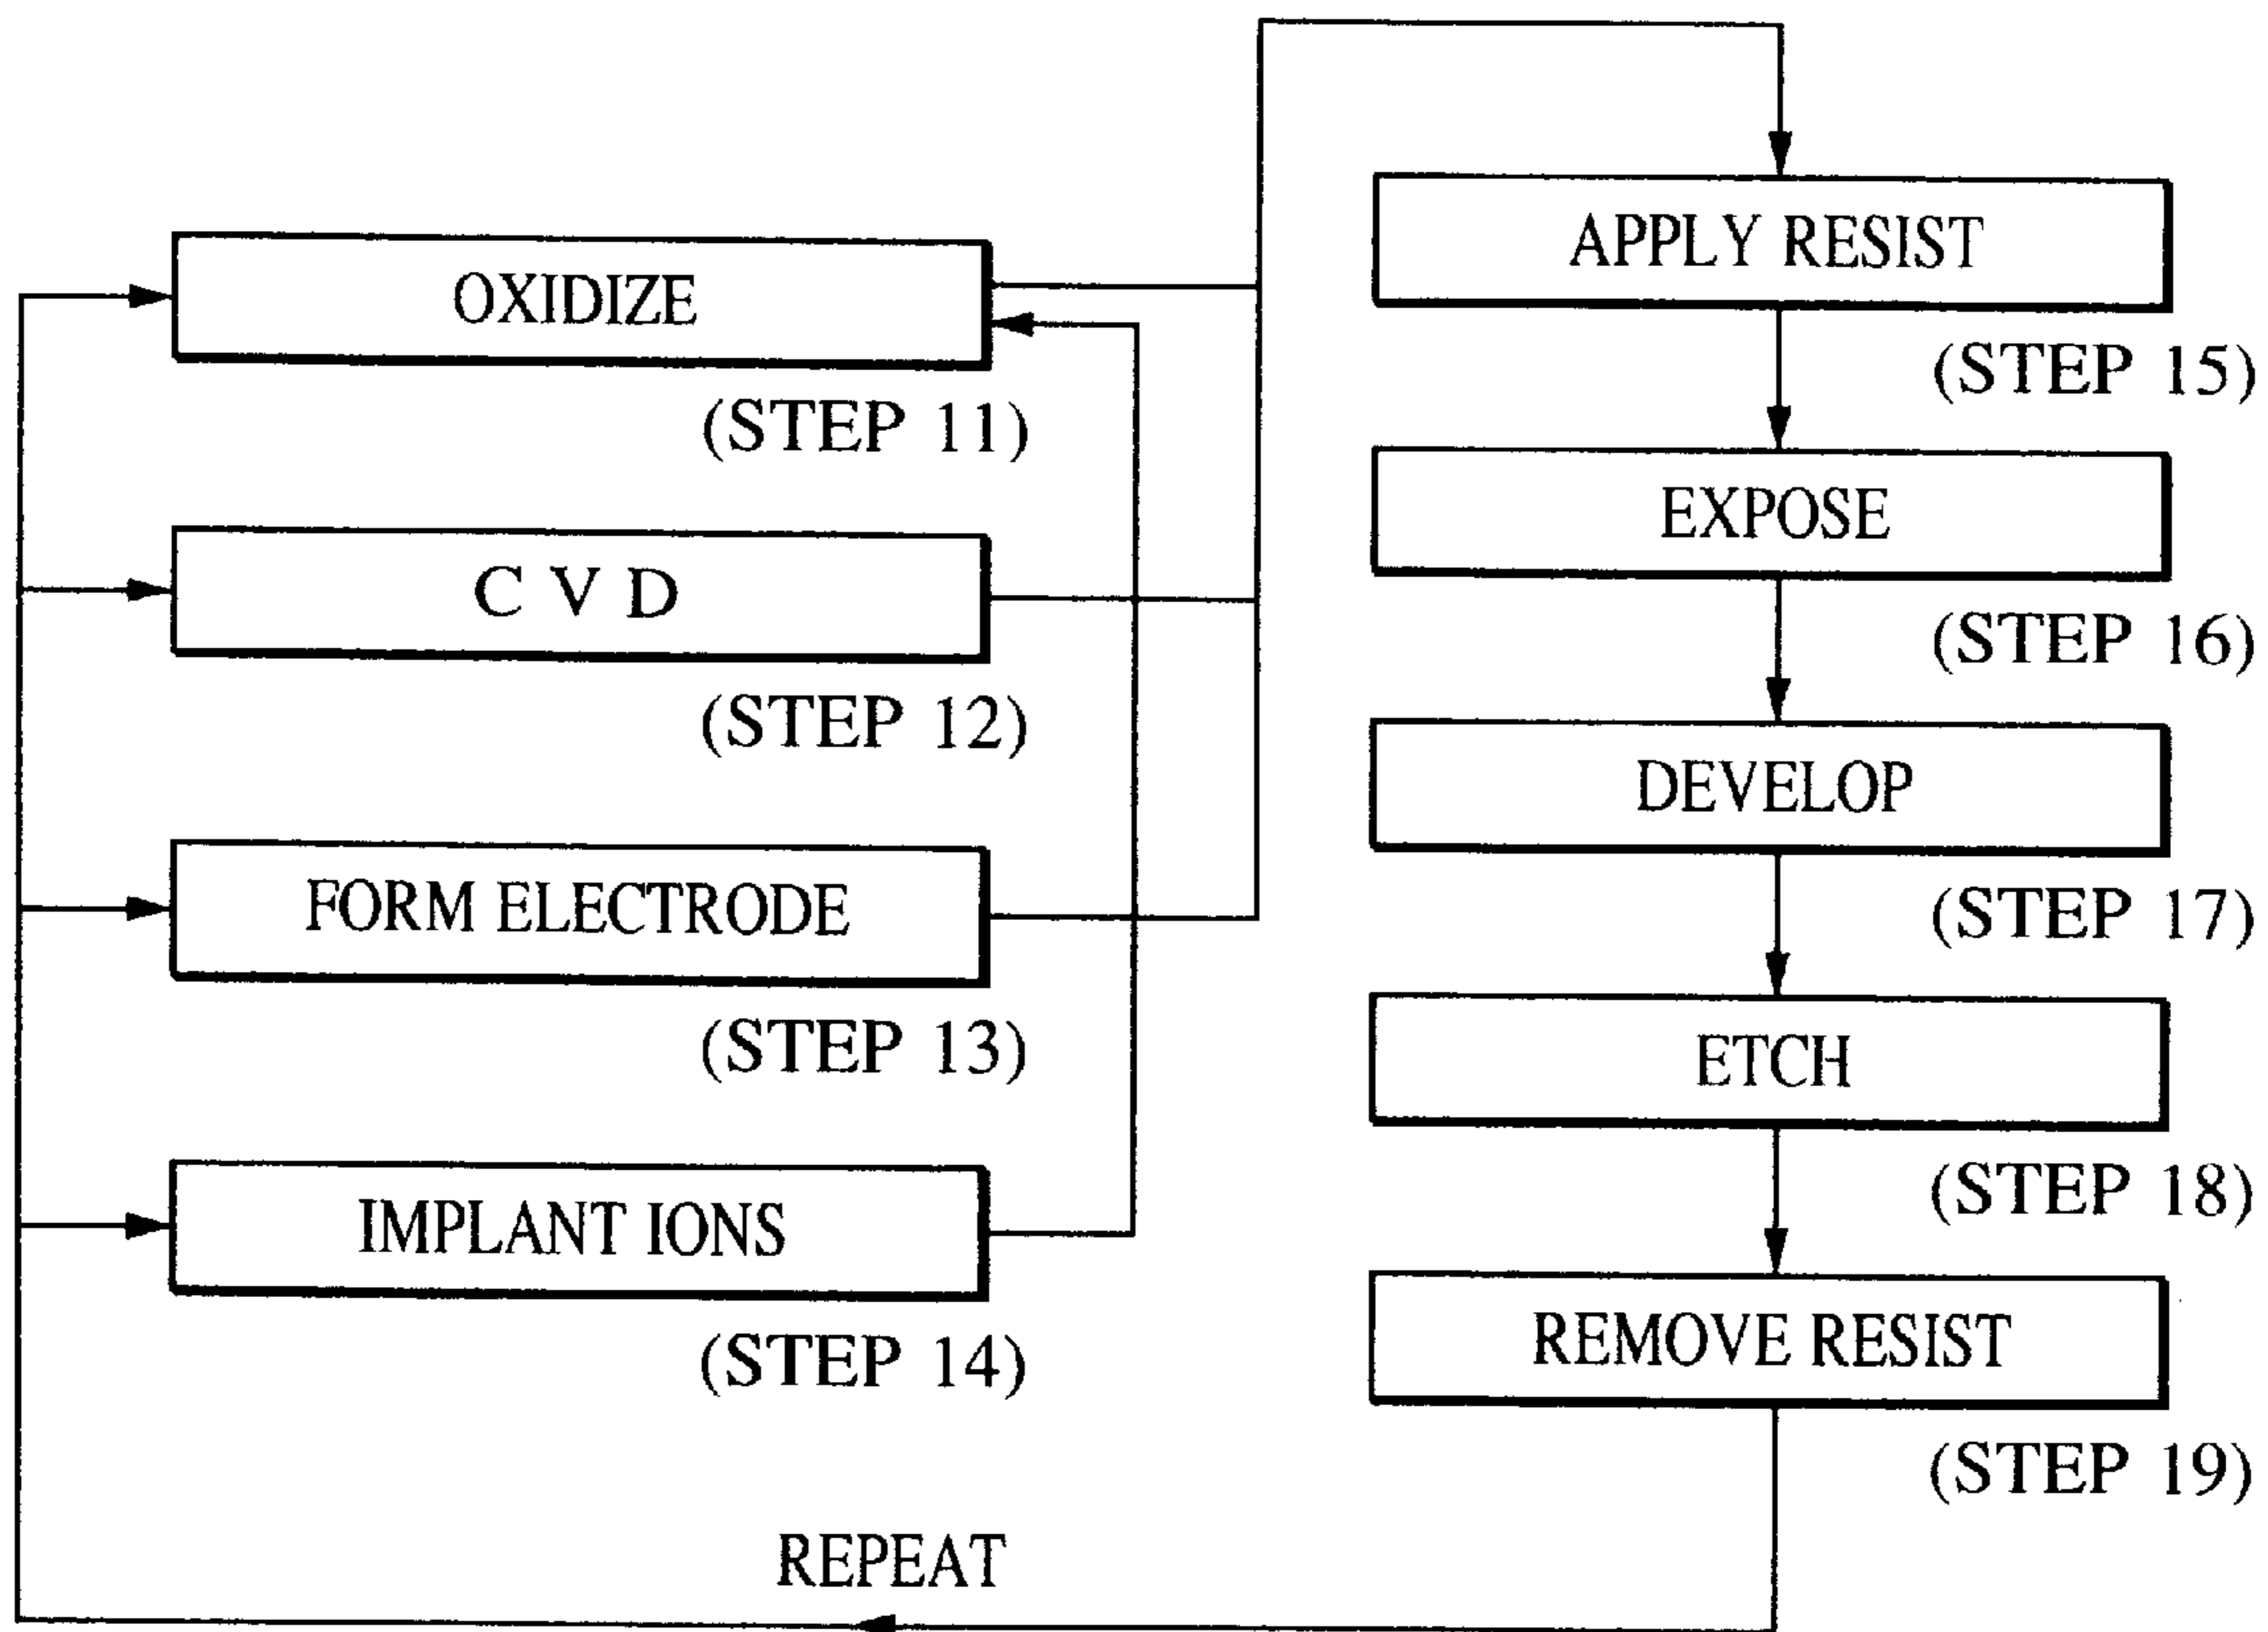 OXIDIZE
(STEP 11)
C V D
(STEP 12)
FORM ELECTRODE
(STEP 13)
IMPLANT IONS
(STEP 14)
APPLY RESIST
(STEP 15)
EXPOSE
(STEP 16)
DEVELOP
(STEP 17)
ETCH
(STEP 18)
REMOVE RESIST
(STEP 19)
REPEAT